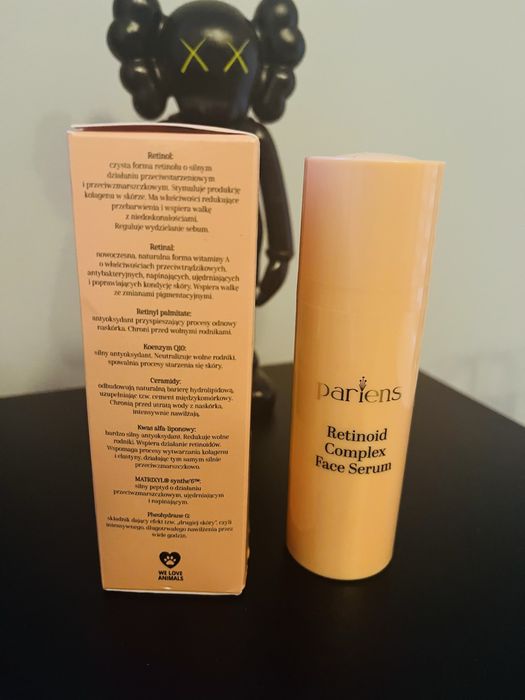 Retinol:
czysta forma retinolu o silnym
działaniu przeciwstarzeniowym
i przeciwzmarszczkowym. Stymuluje produkcję
kolagenu w skórze. Ma właściwości redukujące
przebarwienia i wspiera walkę
z niedoskonałościami.
Reguluje wydzielanie sebum.
Retinal:
nowoczesna, naturalna forma witaminy A
o właściwościach przeciwtrądzikowych,
antybakteryjnych, napinających, ujędrniających
i poprawiających kondycję skóry. Wspiera walkę
ze zmianami pigmentacyjnymi.
Retinyl palmitate:
antyoksydant przyspieszający procesy odnowy
naskórka. Chroni przed wolnymi rodnikami.
Koenzym Q10:
silny antyoksydant. Neutralizuje wolne rodniki,
spowalnia procesy starzenia się skóry.
Ceramidy:
odbudowują naturalną barierę hydrolipidową,
uzupełniając tzw. cement międzykomórkowy.
Chronią przed utratą wody z naskórka,
intensywnie nawilżają.
Kwas alfa-liponowy:
bardzo silny antyoksydant. Redukuje wolne
rodniki. Wspiera działanie retinoidów.
Wspomaga procesy wytwarzania kolagenu
i elastyny, działając tym samym silnie
przeciwzmarszczkowo.
MATRIXYL® synthe'6™:
silny peptyd o działaniu
przeciwzmarszczkowym, ujędrniającym
i napinającym.
Pheohydrane G:
składnik dający efekt tzw. „drugiej skóry", czyli
intensywnego, długotrwałego nawilżenia przez
wiele godzin.
WE LOVE
ANIMALS
pariens
Retinoid
Complex
Face Serum